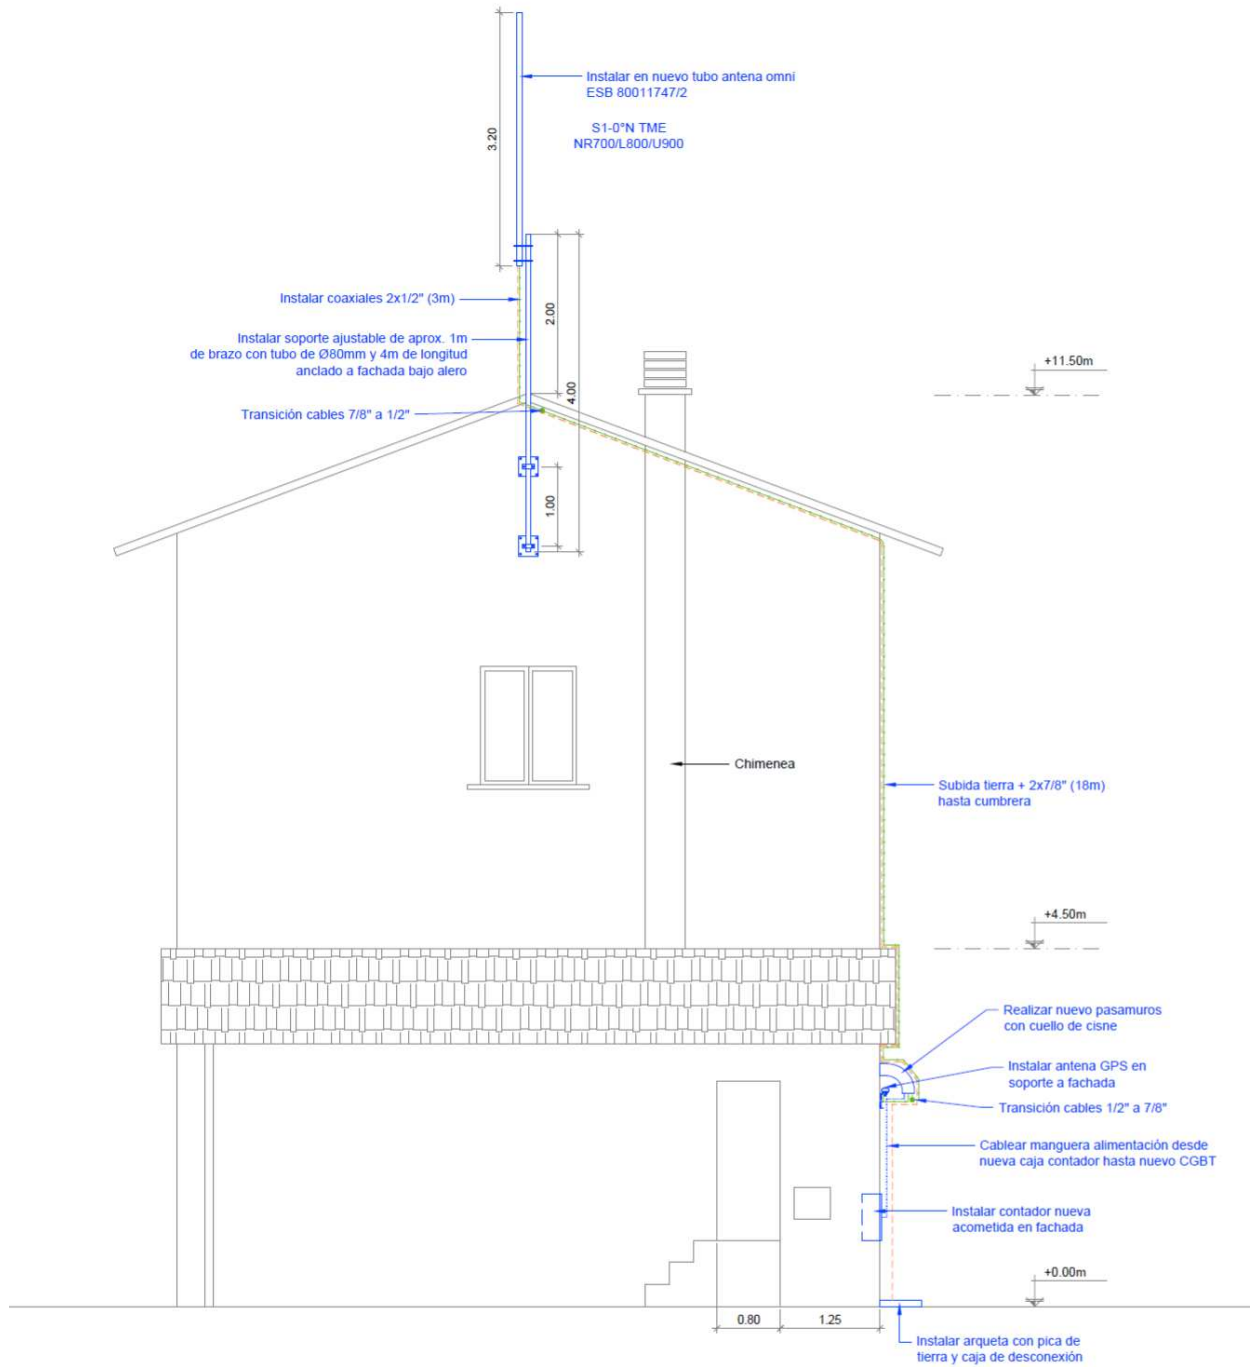 Instalar en nuevo tubo antena omni
ESB 80011747/2
S1-0°N TME
NR700/L800/U900
3.20
Instalar coaxiales 2x1/2" (3m)
2.00
Instalar soporte ajustable de aprox. 1m
de brazo con tubo de Ø80mm y 4m de longitud
anclado a fachada bajo alero
4.00
+11.50m
Transición cables 7/8" a 1/2"
1.00
Chimenea
Subida tierra + 2x7/8" (18m)
hasta cumbrera
+4.50m
Realizar nuevo pasamuros
con cuello de cisne
Instalar antena GPS en
soporte a fachada
Transición cables 1/2" a 7/8"
Cablear manguera alimentación desde
nueva caja contador hasta nuevo CGBT
Instalar contador nueva
acometida en fachada
+0.00m
0.80
1.25
Instalar arqueta con pica de
tierra y caja de desconexión